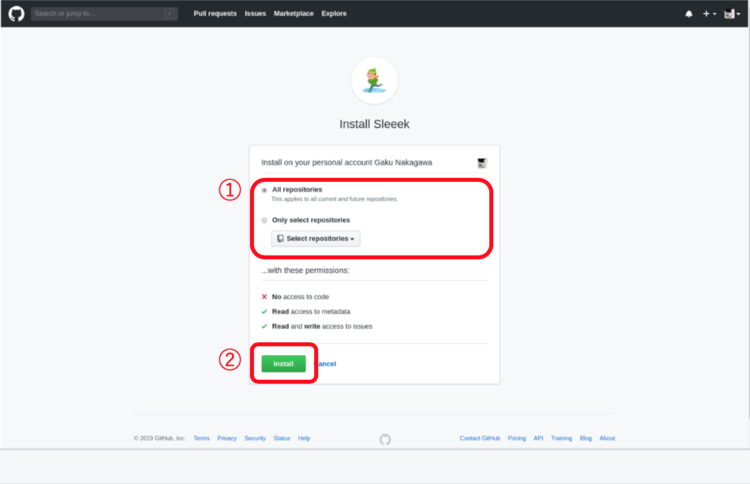 Search or jump to... /
Pull requests Issues Marketplace Explore
Install Sleeek
Install on your personal account Gaku Nakagawa
①
All repositories
This applies to all current and future repositories.
Only select repositories
Select repositories
...with these permissions:
No access to code
Read access to metadata
Read and write access to issues
②
Install
ancel
© 2019 GitHub, Inc. Terms Privacy Security Status Help
Contact GitHub Pricing API Training Blog About